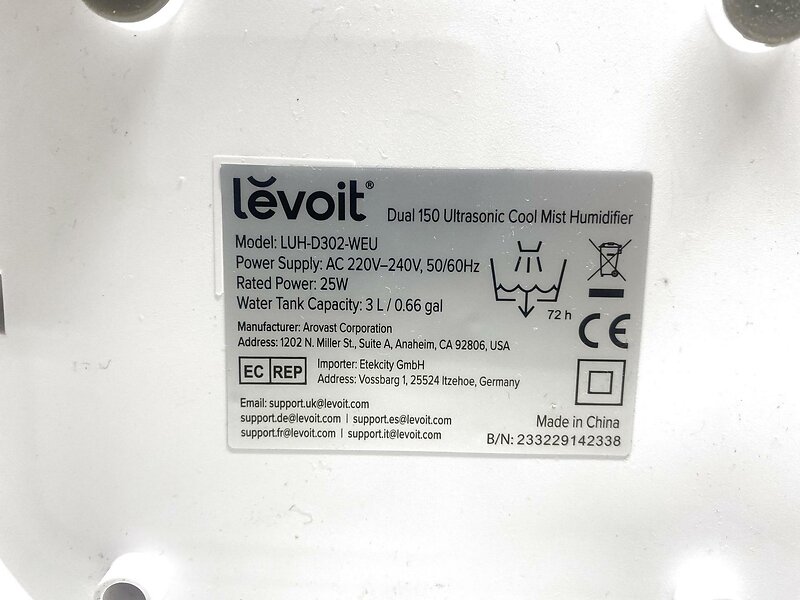 lĕvoit® Dual 150 Ultrasonic Cool Mist Humidifier
Model: LUH-D302-WEU
Power Supply: AC 220V–240V, 50/60Hz
Rated Power: 25W
Water Tank Capacity: 3 L / 0.66 gal
72 h
Manufacturer: Arovast Corporation
Address: 1202 N. Miller St., Suite A, Anaheim, CA 92806, USA
CE
EC REP
Importer: Etekcity GmbH
Address: Vossbarg 1, 25524 Itzehoe, Germany
Email: support.uk@levoit.com
support.de@levoit.com | support.es@levoit.com
support.fr@levoit.com | support.it@levoit.com
Made in China
B/N: 233229142338